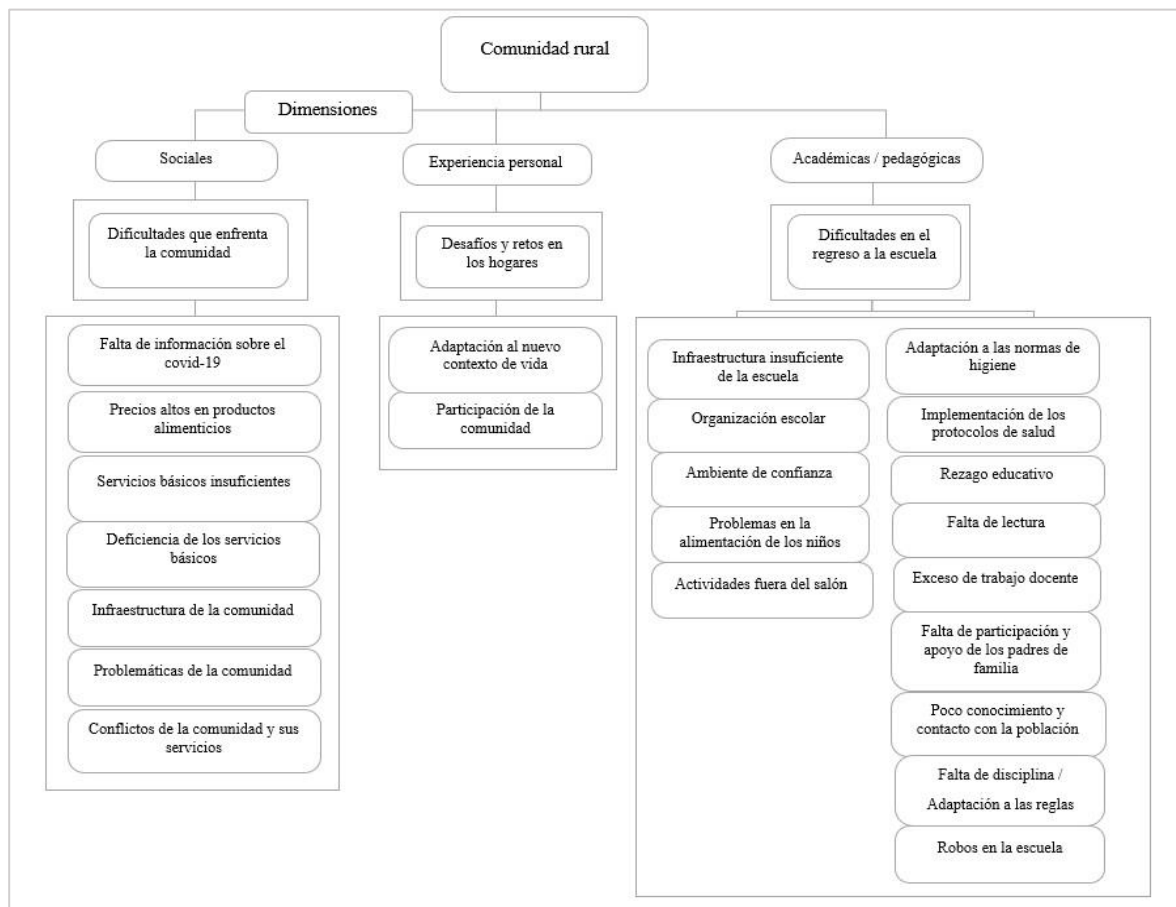 Comunidad rural
Dimensiones
Sociales
Dificultades que enfrenta
la comunidad
Falta de información sobre el
covid-19
Precios altos en productos
alimenticios
Servicios básicos insuficientes
Deficiencia de los servicios
básicos
Infraestructura de la comunidad
Problemáticas de la comunidad
Conflictos de la comunidad y sus
servicios
Experiencia personal
Desafíos y retos en
los hogares
Adaptación al nuevo
contexto de vida
Participación de la
comunidad
Académicas / pedagógicas
Dificultades en el
regreso a la escuela
Infraestructura insuficiente
de la escuela
Organización escolar
Ambiente de confianza
Problemas en la
alimentación de los niños
Actividades fuera del salón
Adaptación a las normas de
higiene
Implementación de los
protocolos de salud
Rezago educativo
Falta de lectura
Exceso de trabajo docente
Falta de participación y
apoyo de los padres de
familia
Poco conocimiento y
contacto con la población
Falta de disciplina /
Adaptación a las reglas
Robos en la escuela